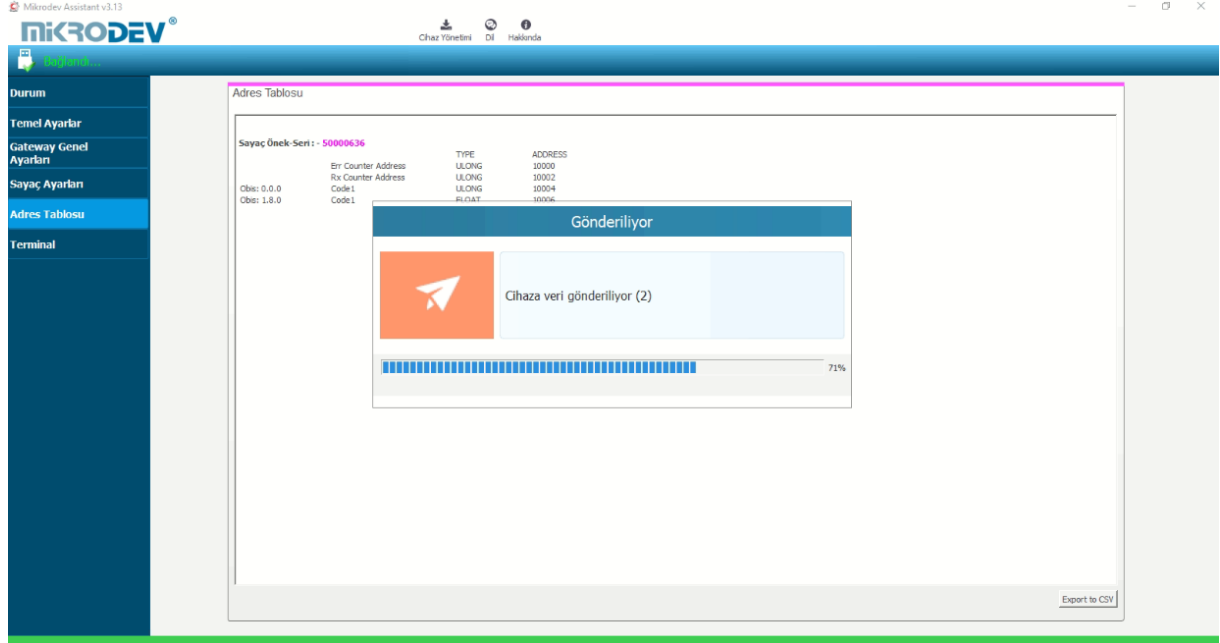 Mikrodev Assistant v3.13
MiKRODEV®
Cihaz Yönetimi Dil Hakkında
Bağlandı...
Durum
Temel Ayarlar
Gateway Genel
Ayarları
Sayaç Ayarları
Adres Tablosu
Terminal
Adres Tablosu
Sayaç Önek-Seri : - 50000636
TYPE ADDRESS
Err Counter Address ULONG 10000
Rx Counter Address ULONG 10002
Obis: 0.0.0 Code1 ULONG 10004
Obis: 1.8.0 Code1 FLOAT 10006
Gönderiliyor
Cihaza veri gönderiliyor (2)
71%
Export to CSV